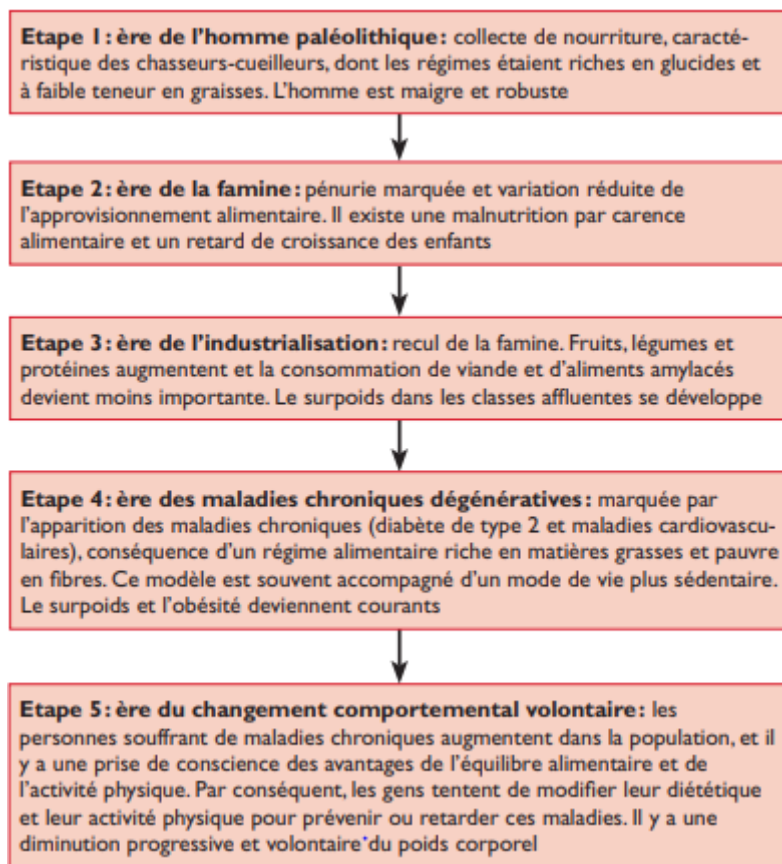 Etape 1 : ère de l'homme paléolithique : collecte de nourriture, caracté-
ristique des chasseurs-cueilleurs, dont les régimes étaient riches en glucides et
à faible teneur en graisses. L'homme est maigre et robuste
Etape 2 : ère de la famine : pénurie marquée et variation réduite de
l'approvisionnement alimentaire. Il existe une malnutrition par carence
alimentaire et un retard de croissance des enfants
Etape 3 : ère de l'industrialisation : recul de la famine. Fruits, légumes et
protéines augmentent et la consommation de viande et d'aliments amylacés
devient moins importante. Le surpoids dans les classes affluentes se développe
Etape 4 : ère des maladies chroniques dégénératives : marquée par
l'apparition des maladies chroniques (diabète de type 2 et maladies cardiovascu-
laires), conséquence d'un régime alimentaire riche en matières grasses et pauvre
en fibres. Ce modèle est souvent accompagné d'un mode de vie plus sédentaire.
Le surpoids et l'obésité deviennent courants
Etape 5 : ère du changement comportemental volontaire : les
personnes souffrant de maladies chroniques augmentent dans la population, et il
y a une prise de conscience des avantages de l'équilibre alimentaire et de
l'activité physique. Par conséquent, les gens tentent de modifier leur diététique
et leur activité physique pour prévenir ou retarder ces maladies. Il y a une
diminution progressive et volontaire du poids corporel